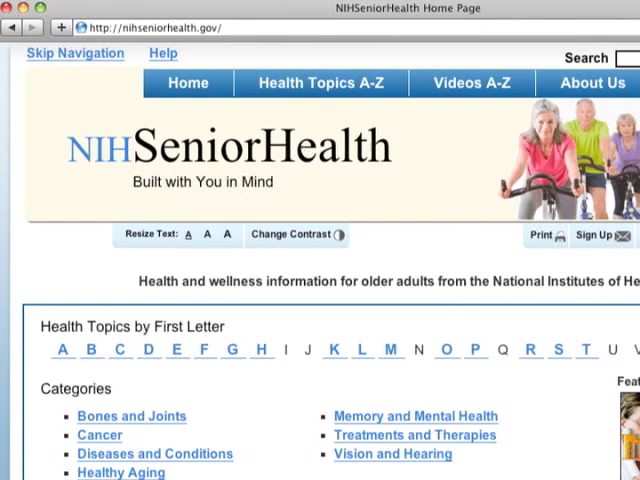 NIHSeniorHealth Home Page
http://nihseniorhealth.gov/
Skip Navigation Help
Search
Home Health Topics A-Z Videos A-Z About Us
NIHSeniorHealth
Built with You in Mind
Resize Text: A A A Change Contrast Print Sign Up
Health and wellness information for older adults from the National Institutes of He
Health Topics by First Letter
A B C D E F G H I J K L M N O P Q R S T U V
Categories
Feat
Bones and Joints Memory and Mental Health
Cancer Treatments and Therapies
Diseases and Conditions Vision and Hearing
Healthy Aging